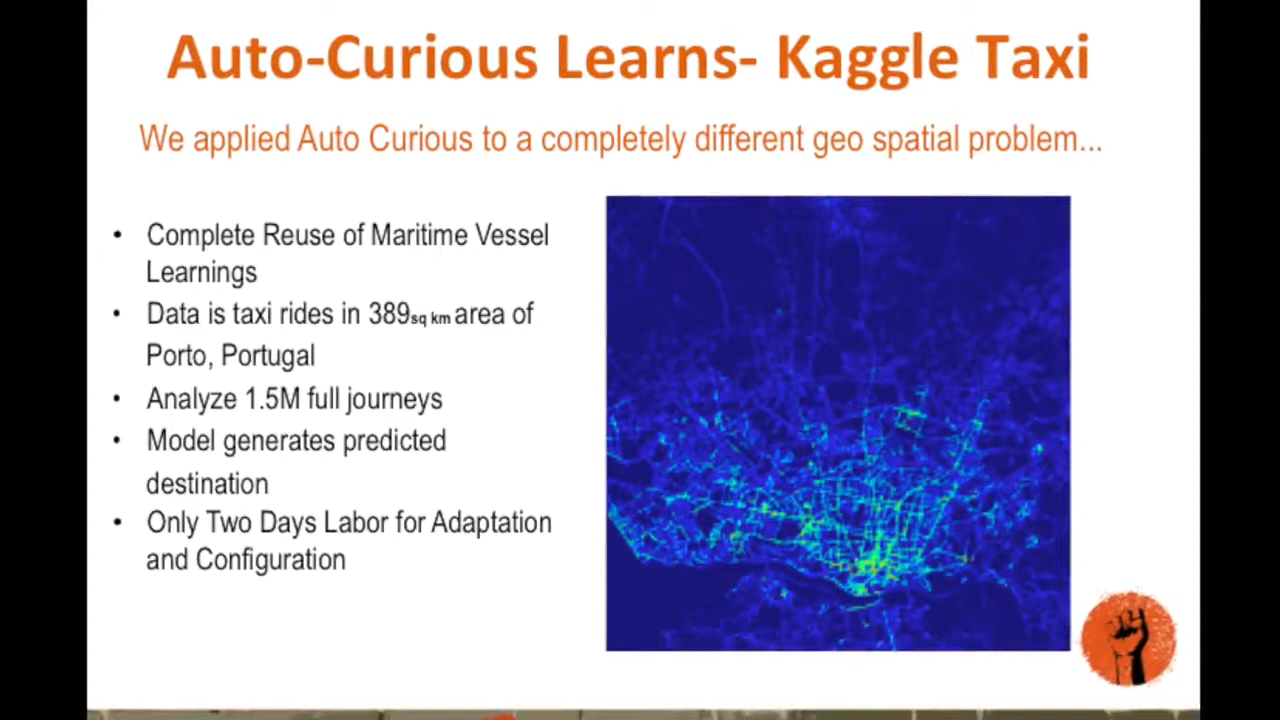 Auto-Curious Learns- Kaggle Taxi
We applied Auto Curious to a completely different geo spatial problem...
• Complete Reuse of Maritime Vessel
Learnings
• Data is taxi rides in 389sq km area of
Porto, Portugal
• Analyze 1.5M full journeys
• Model generates predicted
destination
• Only Two Days Labor for Adaptation
and Configuration